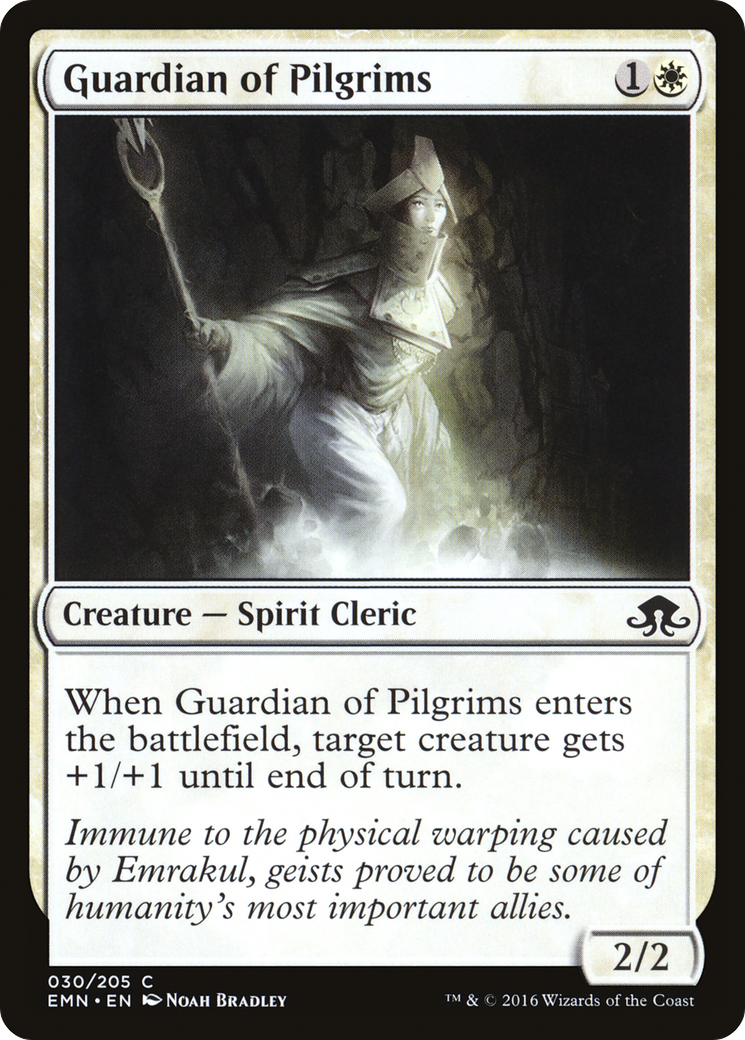 Guardian of Pilgrims
1
Creature — Spirit Cleric
When Guardian of Pilgrims enters
the battlefield, target creature gets
+1/+1 until end of turn.
Immune to the physical warping caused
by Emrakul, geists proved to be some of
humanity's most important allies.
2/2
030/205 C
EMN • EN Noah Bradley
™ & © 2016 Wizards of the Coast